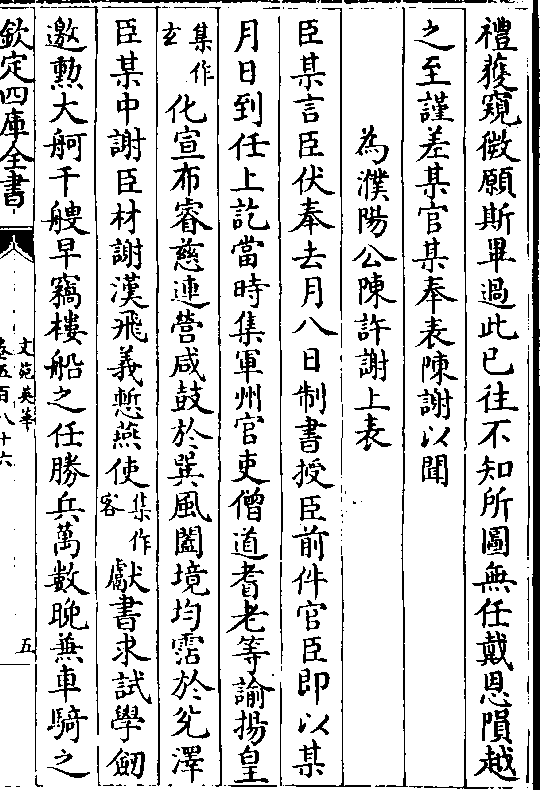 禮獲窺微願斯畢過此已往不知所圖無任戴恩隕越
之至謹差某官某奉表陳謝以聞
為濮陽公陳許謝上表
臣某言臣伏奉去月八日制書授臣前件官臣即以某
月日到任上訖當時集軍州官吏僧道耆老等諭揚皇
集作玄化宣布睿慈連營咸鼓於巽風闔境均霑於兊澤
臣某中謝臣材謝漢飛義慙燕使集作客獻書求試學劒
邀勲大舸千艘早竊樓船之任勝兵萬數晚兼車騎之
欽定四庫全書
文苑英華
卷五百八十六
五